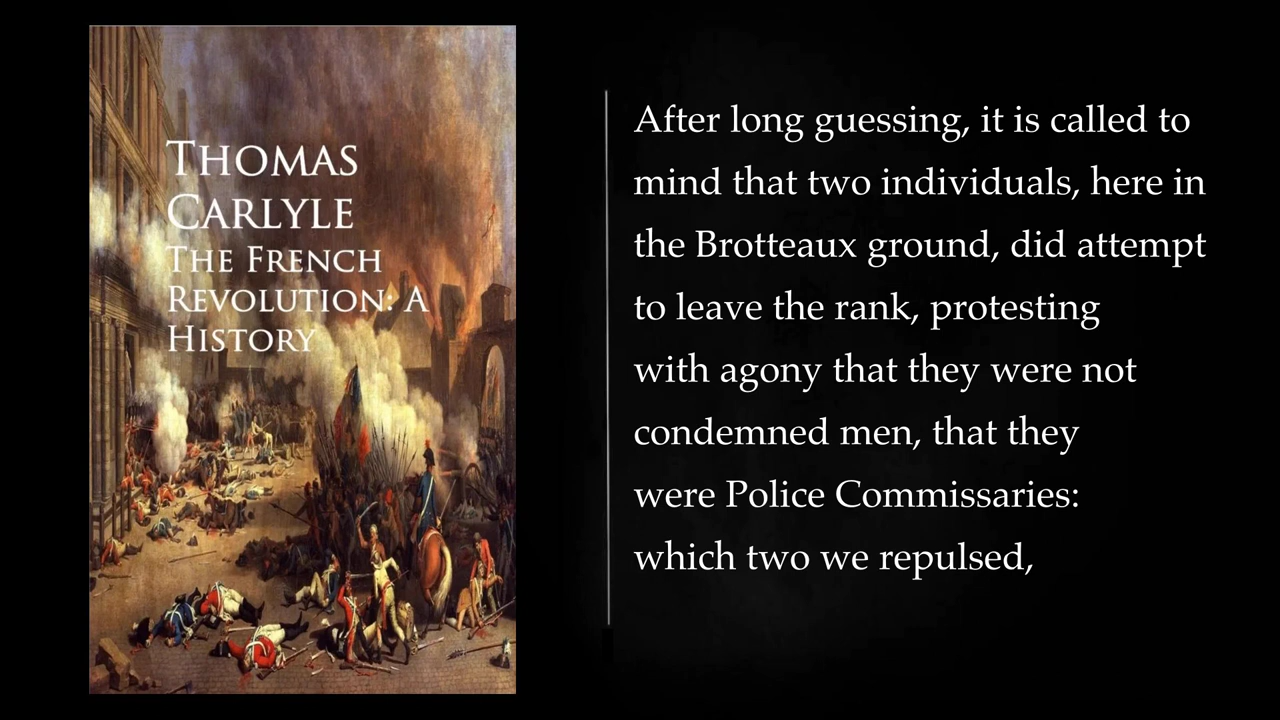 THOMAS
CARLYLE
THE FRENCH
REVOLUTION: A
HISTORY
After long guessing, it is called to
mind that two individuals, here in
the Brotteaux ground, did attempt
to leave the rank, protesting
with agony that they were not
condemned men, that they
were Police Commissaries:
which two we repulsed,